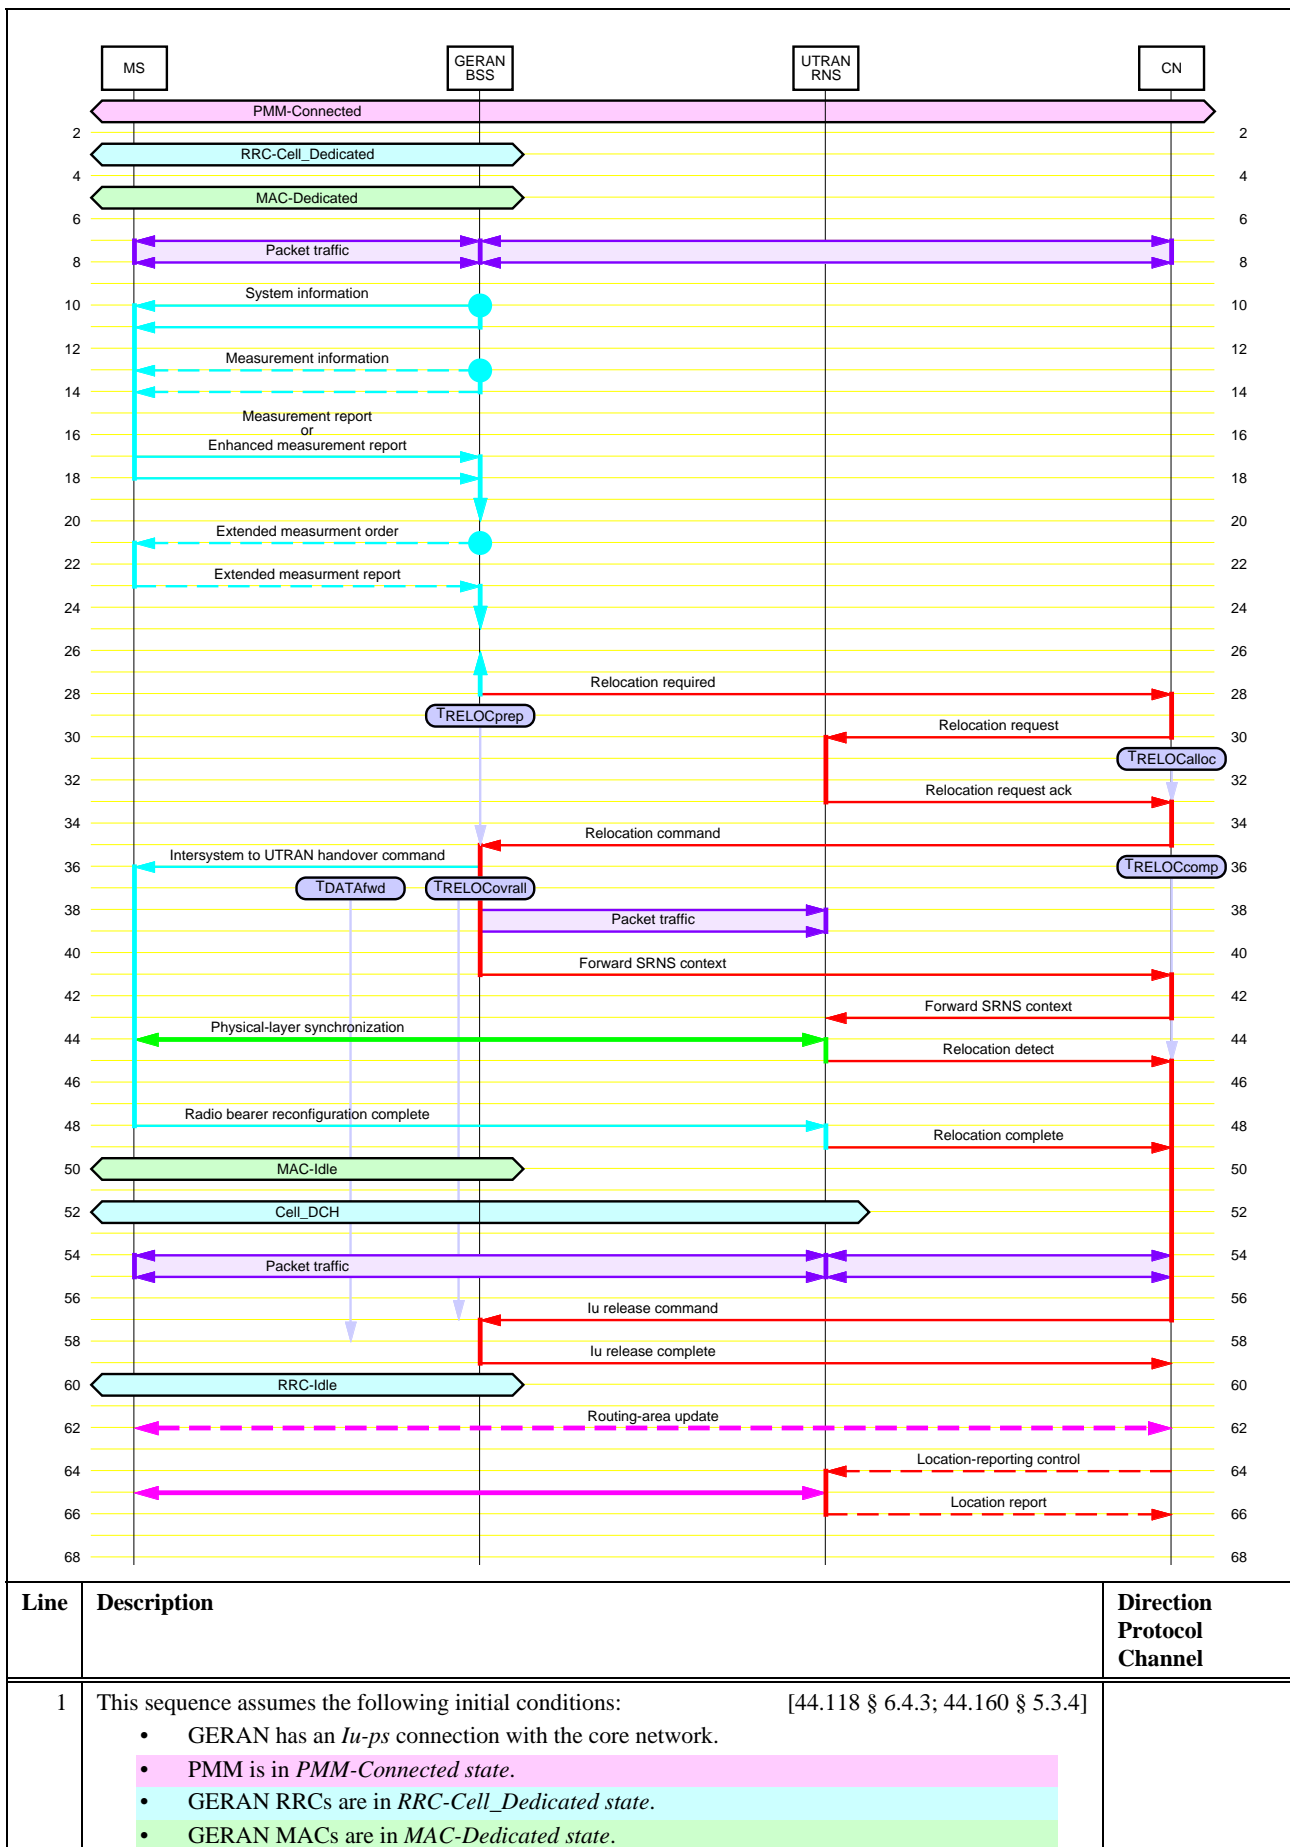 MS
GERAN
BSS
UTRAN
RNS
CN
PMM-Connected
2 2
RRC-Cell_Dedicated
4 4
MAC-Dedicated
6 6
Packet traffic
8 8
System information
10 10
12 12
Measurement information
14 14
Measurement report
or
16 16
Enhanced measurement report
18 18
20 20
Extended measurment order
22 22
Extended measurment report
24 24
26 26
Relocation required
28 28
TRELOCprep
Relocation request
30 30
TRELOCalloc
32 32
Relocation request ack
34 34
Relocation command
Intersystem to UTRAN handover command
36 TRELOCcomp 36
TDATAfwd TRELOCovrall
38 38
Packet traffic
40 40
Forward SRNS context
42 42
Forward SRNS context
Physical-layer synchronization
44 44
Relocation detect
46 46
Radio bearer reconfiguration complete
48 48
Relocation complete
50 MAC-Idle 50
52 Cell_DCH 52
54 54
Packet traffic
56 56
Iu release command
58 58
Iu release complete
60 RRC-Idle 60
Routing-area update
62 62
Location-reporting control
64 64
Location report
66 66
68 68
Line Description Direction
Protocol
Channel
1 This sequence assumes the following initial conditions: [44.118 § 6.4.3; 44.160 § 5.3.4]
• GERAN has an Iu-ps connection with the core network.
• PMM is in PMM-Connected state.
• GERAN RRCs are in RRC-Cell_Dedicated state.
• GERAN MACs are in MAC-Dedicated state.